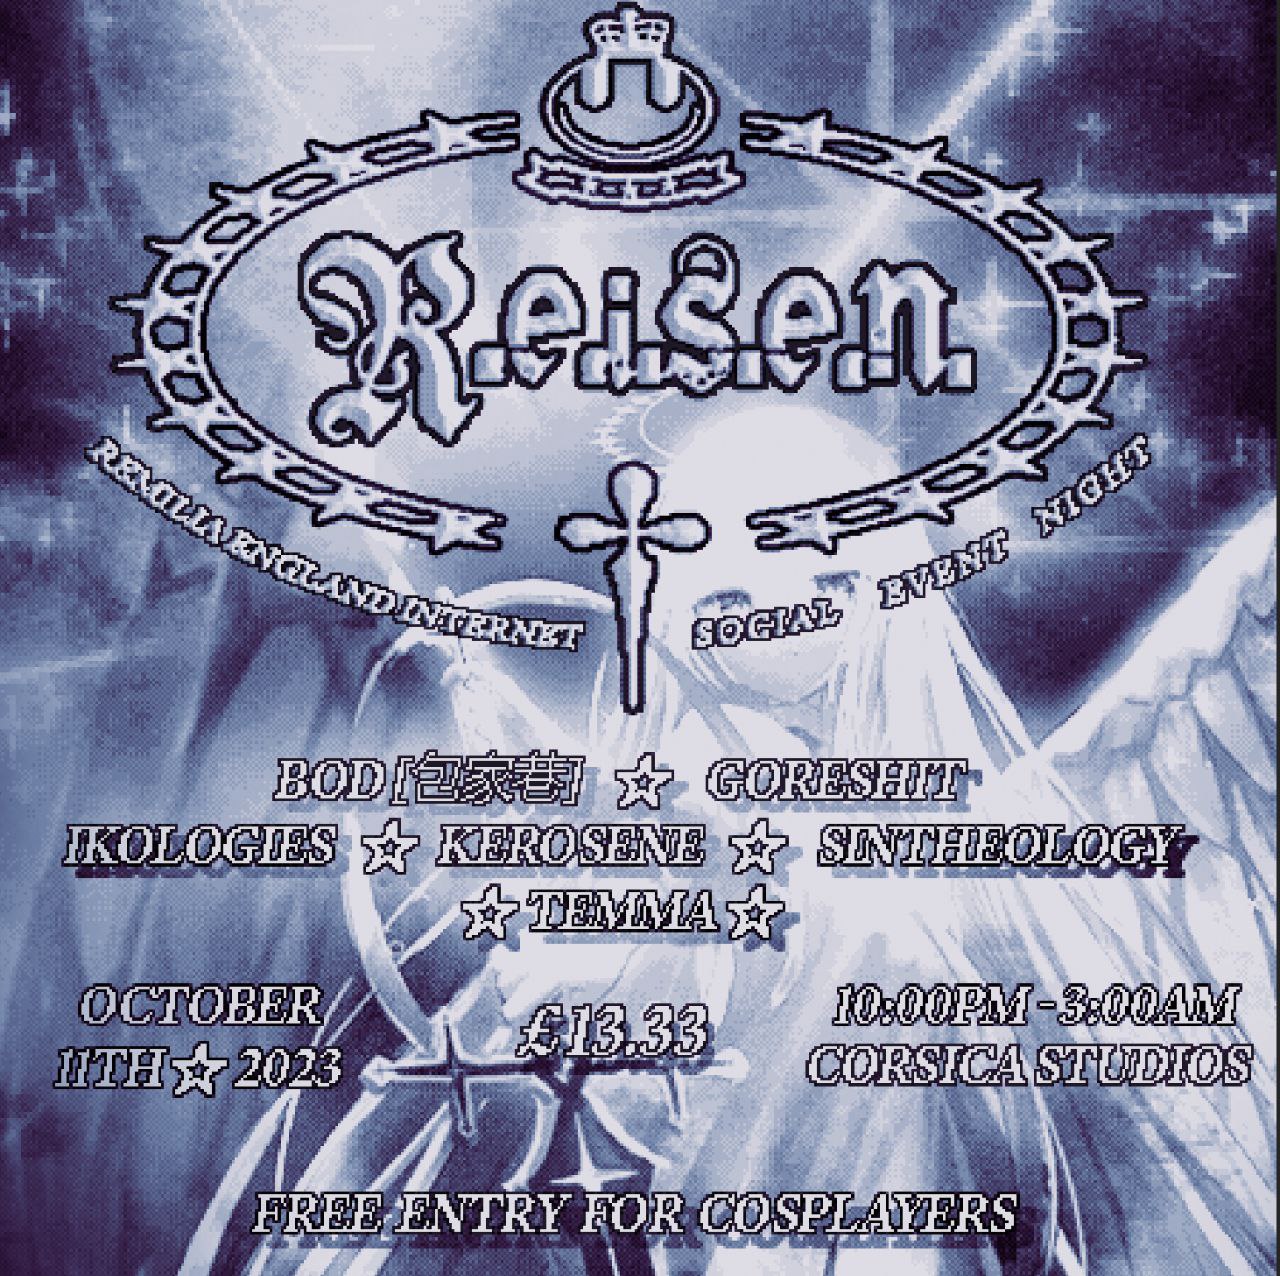 Reisen
REMILIA ENGLAND INTERNET
SOCIAL EVENT NIGHT
BOD [包家巷] ☆ GORESHIT
IKOLOGIES ☆ KEROSENE ☆ SINTHEOLOGY
☆ TEMMA ☆
OCTOBER
11TH ☆ 2023
£13.33
10:00PM - 3:00AM
CORSICA STUDIOS
FREE ENTRY FOR COSPLAYERS